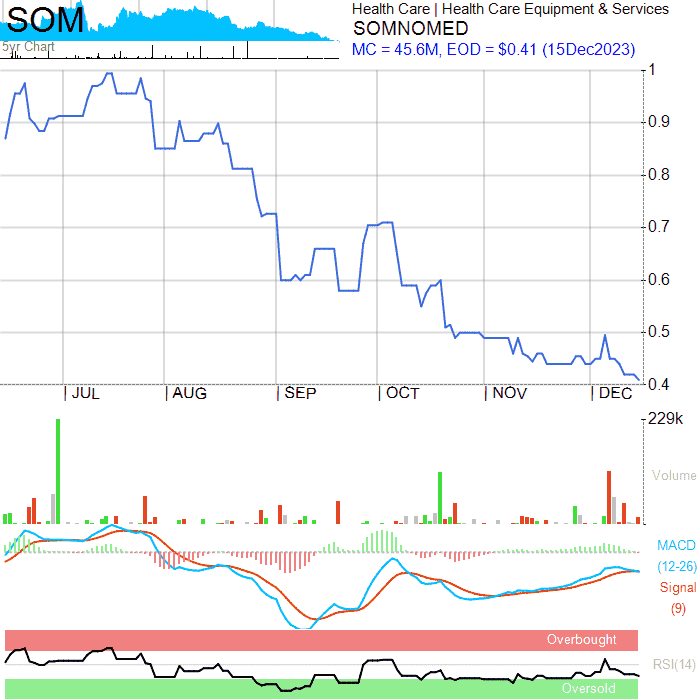 SOM
5yr Chart
Health Care | Health Care Equipment & Services
SOMNOMED
MC = 45.6M, EOD = $0.41 (15Dec2023)
1
0.9
0.8
0.7
0.6
0.5
0.4
| JUL | AUG | SEP | OCT | NOV | DEC
229k
Volume
MACD
(12-26)
Signal
(9)
Overbought
RSI(14)
Oversold